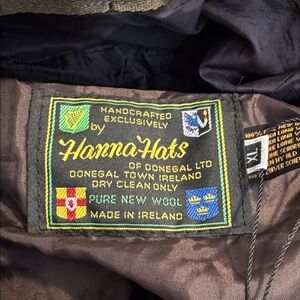 HANDCRAFTED
EXCLUSIVELY
by
Hanna Hats
OF DONEGAL LTD
DONEGAL TOWN IRELAND
DRY CLEAN ONLY
PURE NEW WOOL
MADE IN IRELAND
XL
100%